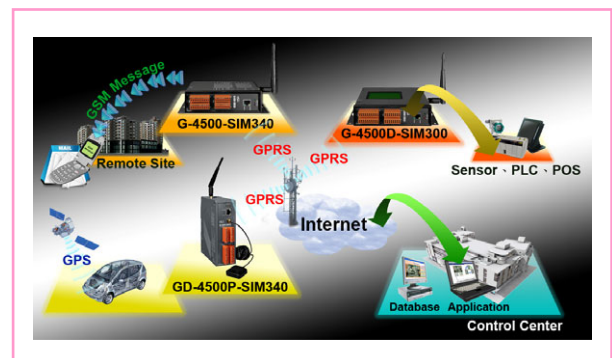 GSM Message
MAIL
Remote Site
G-4500-SIM340
G-4500D-SIM300
GPRS
GPRS
GPRS
Sensor、PLC、POS
Internet
GPS
GD-4500P-SIM340
Database
Application
Control Center